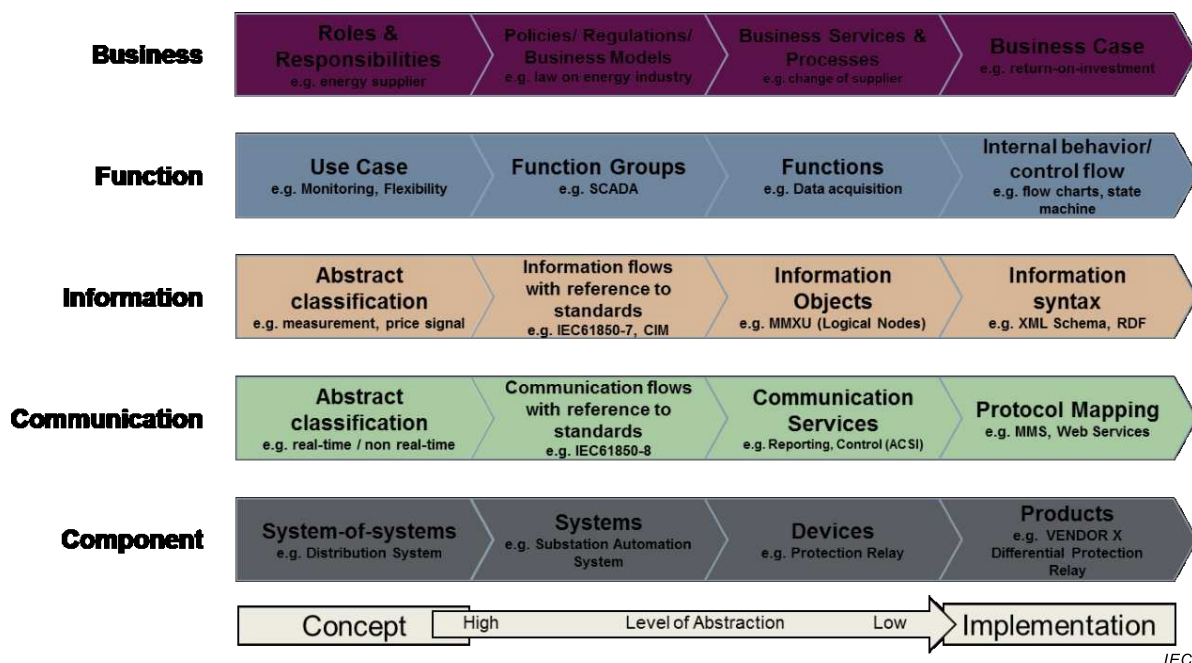 Business
Roles &
Responsibilities
e.g. energy supplier
Policies/ Regulations/
Business Models
e.g. law on energy industry
Business Services &
Processes
e.g. change of supplier
Business Case
e.g. return-on-investment
Function
Use Case
e.g. Monitoring, Flexibility
Function Groups
e.g. SCADA
Functions
e.g. Data acquisition
Internal behavior/
control flow
e.g. flow charts, state
machine
Information
Abstract
classification
e.g. measurement, price signal
Information flows
with reference to
standards
e.g. IEC61850-7, CIM
Information
Objects
e.g. MMXU (Logical Nodes)
Information
syntax
e.g. XML Schema, RDF
Communication
Abstract
classification
e.g. real-time / non real-time
Communication flows
with reference to
standards
e.g. IEC61850-8
Communication
Services
e.g. Reporting, Control (ACSI)
Protocol Mapping
e.g. MMS, Web Services
Component
System-of-systems
e.g. Distribution System
Systems
e.g. Substation Automation
System
Devices
e.g. Protection Relay
Products
e.g. VENDOR X
Differential Protection
Relay
Concept
High
Level of Abstraction
Low
Implementation
IEC